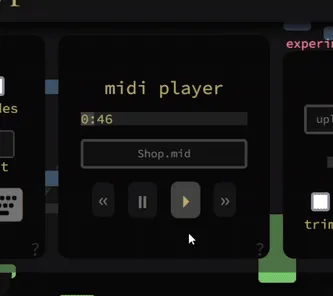 experi
midi player
des
0:46
upl
Shop.mid
t
«
»
trim
?
?